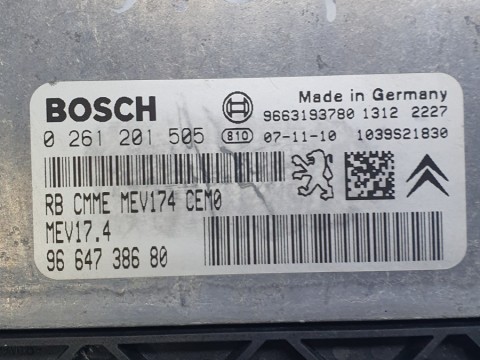 BOSCH
Made in Germany
9663193780 1312 2227
0 261 201 505 810 07-11-10 1039S21830
RB CMME MEV174 CEM0
MEV17.4
96 647 386 80